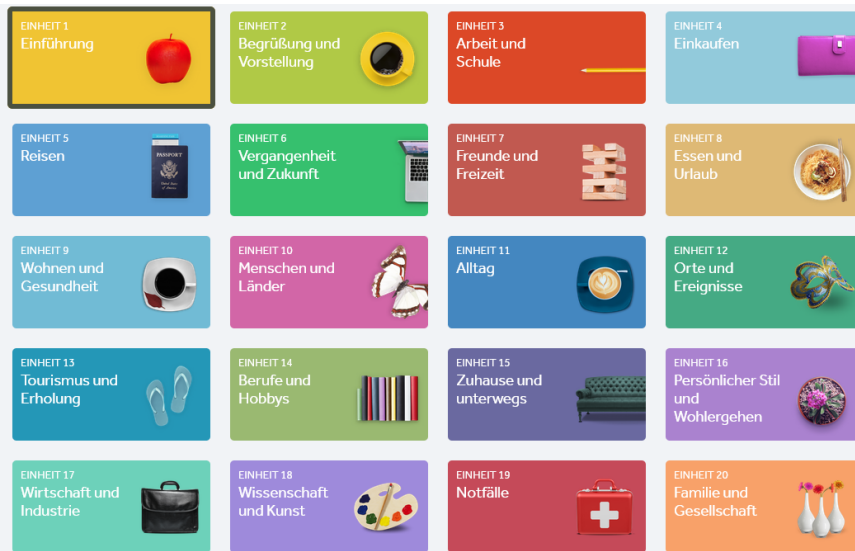 EINHEIT 1
Einführung
EINHEIT 2
Begrüßung und
Vorstellung
EINHEIT 3
Arbeit und
Schule
EINHEIT 4
Einkaufen
EINHEIT 5
Reisen
PASSPORT
United States
of America
EINHEIT 6
Vergangenheit
und Zukunft
EINHEIT 7
Freunde und
Freizeit
EINHEIT 8
Essen und
Urlaub
EINHEIT 9
Wohnen und
Gesundheit
EINHEIT 10
Menschen und
Länder
EINHEIT 11
Alltag
EINHEIT 12
Orte und
Ereignisse
EINHEIT 13
Tourismus und
Erholung
EINHEIT 14
Berufe und
Hobbys
EINHEIT 15
Zuhause und
unterwegs
EINHEIT 16
Persönlicher Stil
und
Wohlergehen
EINHEIT 17
Wirtschaft und
Industrie
EINHEIT 18
Wissenschaft
und Kunst
EINHEIT 19
Notfälle
EINHEIT 20
Familie und
Gesellschaft